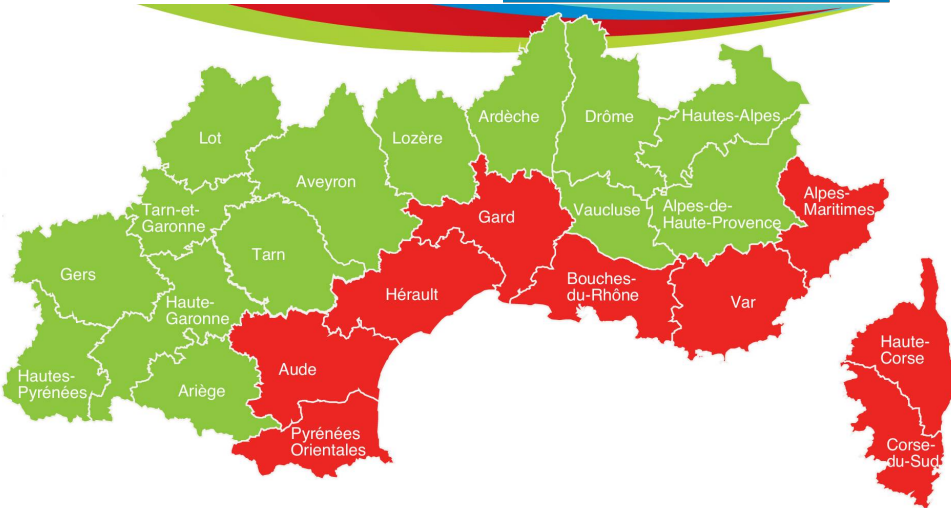 Ardèche
Drôme
Hautes-Alpes
Lot
Lozère
Aveyron
Alpes-
Maritimes
Tarn-et-
Garonne
Gard
Vaucluse
Alpes-de-
Haute-Provence
Tarn
Gers
Hérault
Bouches-
du-Rhône
Var
Haute-
Garonne
Haute-
Corse
Aude
Hautes-
Pyrénées
Ariège
Pyrénées
Orientales
Corse-
du-Sud